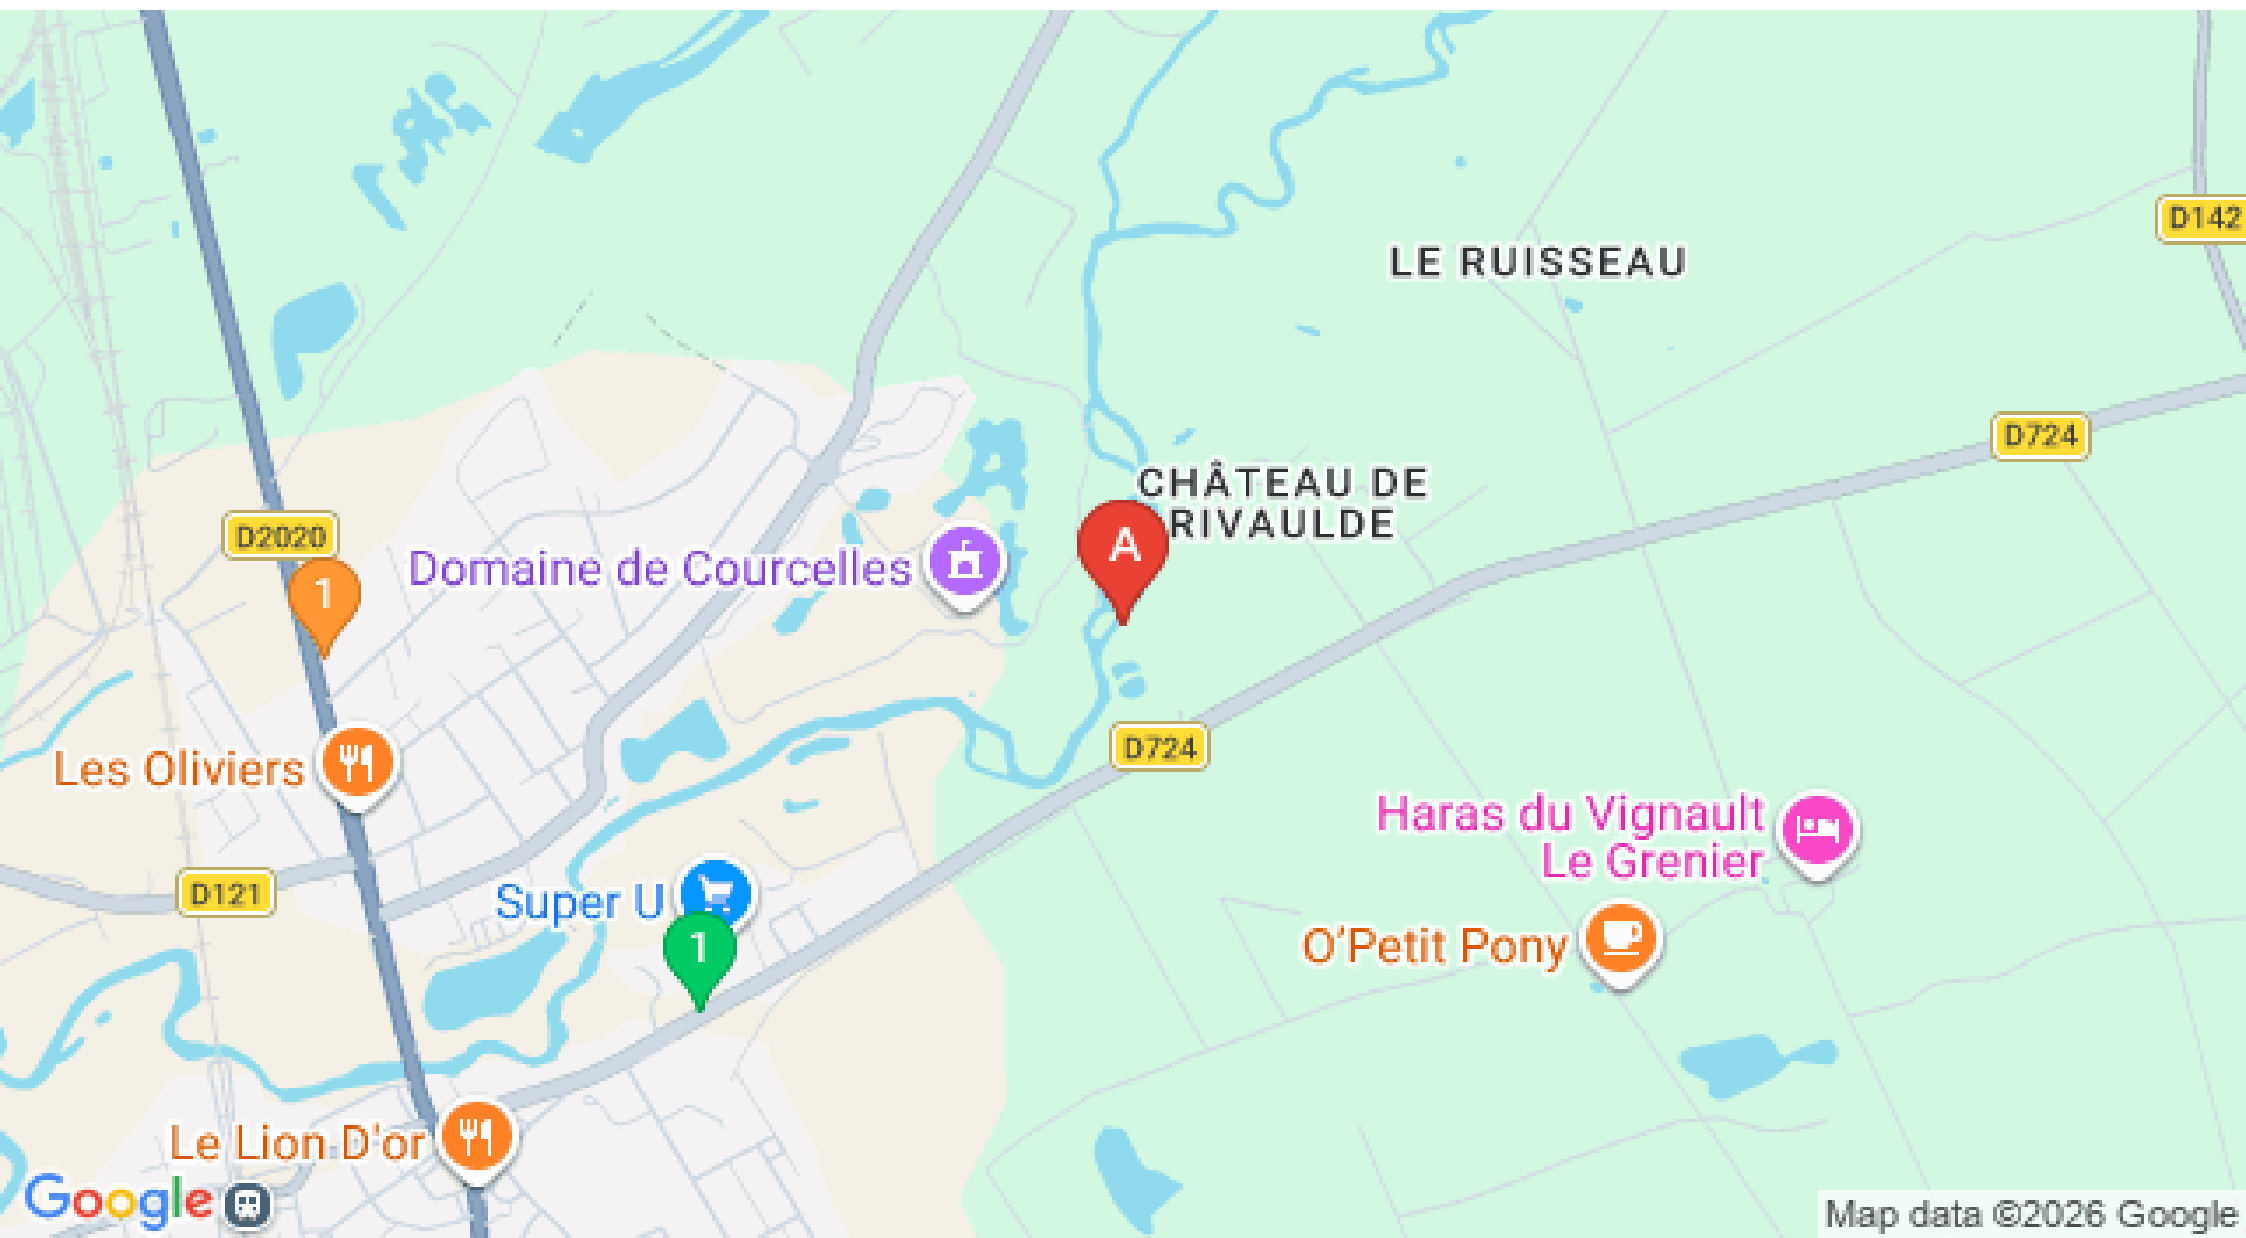 D142
LE RUISSEAU
D724
CHÂTEAU DE
RIVAULDE
A
D2020
1
Domaine de Courcelles
D724
Les Oliviers
Haras du Vignault
Le Grenier
D121
Super U
1
O'Petit Pony
Le Lion D'or
Google
Map data ©2026 Google